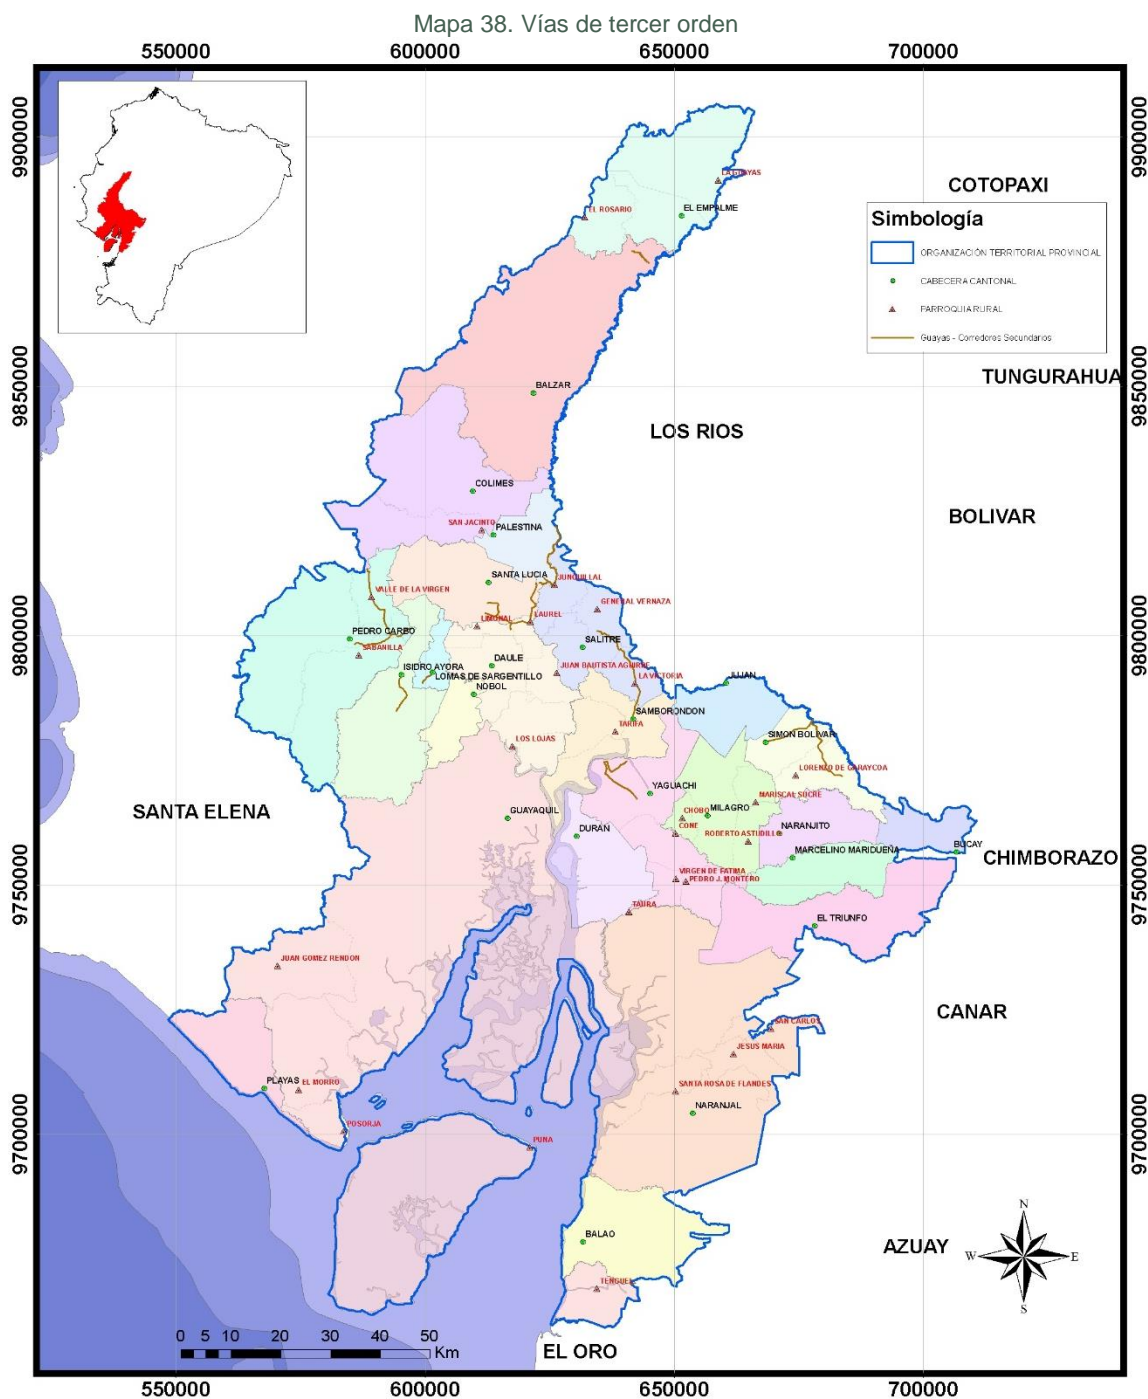 Mapa 38. Vías de tercer orden
550000 600000 650000 700000
9900000 9900000
COTOPAXI
Simbología
ORGANIZACIÓN TERRITORIAL PROVINCIAL
CABECERA CANTONAL
PARROQUIA RURAL
Guayas - Corredores Secundarios
EL ROSARIO
EL EMPALME
TUNGURAHUA
9850000 9850000
BALZAR
LOS RIOS
COLIMES
BOLIVAR
SAN JACINTO
PALESTINA
SANTA LUCIA
JUNQUILLAL
VALLE DE LA VIRGEN
GENERAL VERNAZA
LIMONAL
LAUREL
9800000 9800000
PEDRO CARBO
SALITRE
SABANILLA
ISIDRO AYORA
DAULE
JUAN BAUTISTA AGUIRRE
LOMAS DE SARGENTILLO
LA VICTORIA
JUJAN
NOBOL
SAMBORONDON
TARIFA
SIMON BOLIVAR
LOS LOJAS
LORENZO DE GARAYCOA
YAGUACHI
MARISCAL SUCRE
SANTA ELENA
GUAYAQUIL
CHOBO
MILAGRO
DURAN
CONE
ROBERTO ASTUDILLO
NARANJITO
BUCAY
MARCELINO MARIDUEÑA
CHIMBORAZO
9750000 9750000
VIRGEN DE FATIMA
PEDRO J. MONTERO
TAURA
EL TRIUNFO
JUAN GOMEZ RENDON
CANAR
SAN CARLOS
JESUS MARIA
PLAYAS
EL MORRO
SANTA ROSA DE FLANDES
NARANJAL
POSORJA
9700000 9700000
PUNA
N
BALAO
AZUAY
W E
TENGUEL
S
0 5 10 20 30 40 50
Km
EL ORO
550000 600000 650000 700000